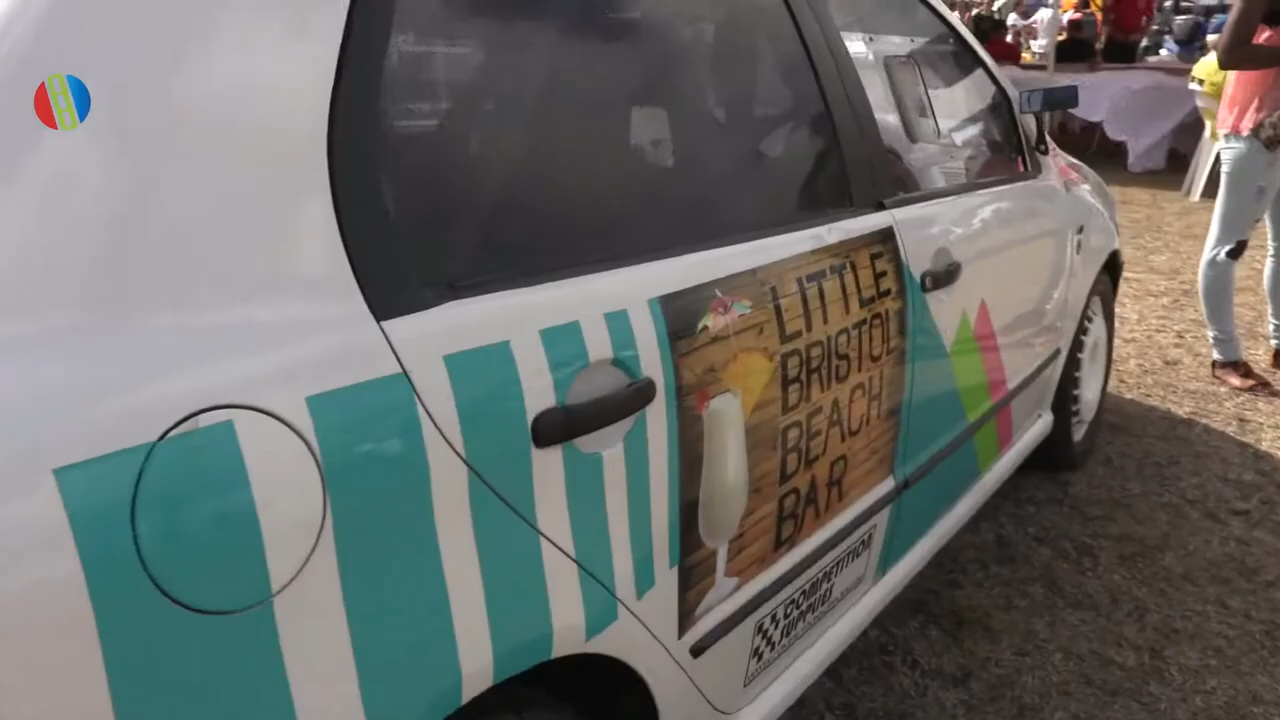 LITTLE
BRISTOL
BEACH
BAR
COMPETITION
SUPPLIES